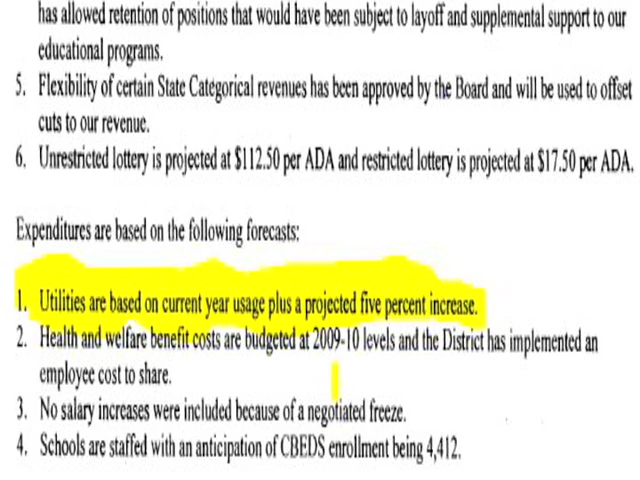 has allowed retention of positions that would have been subject to layoff and supplemental support to our
educational programs.
5. Flexibility of certain State Categorical revenues has been approved by the Board and will be used to offset
cuts to our revenue.
6. Unrestricted lottery is projected at $112.50 per ADA and restricted lottery is projected at $17.50 per ADA.
Expenditures are based on the following forecasts:
1. Utilities are based on current year usage plus a projected five percent increase.
2. Health and welfare benefit costs are budgeted at 2009-10 levels and the District has implemented an
employee cost to share.
3. No salary increases were included because of a negotiated freeze.
4. Schools are staffed with an anticipation of CBEDS enrollment being 4,412.